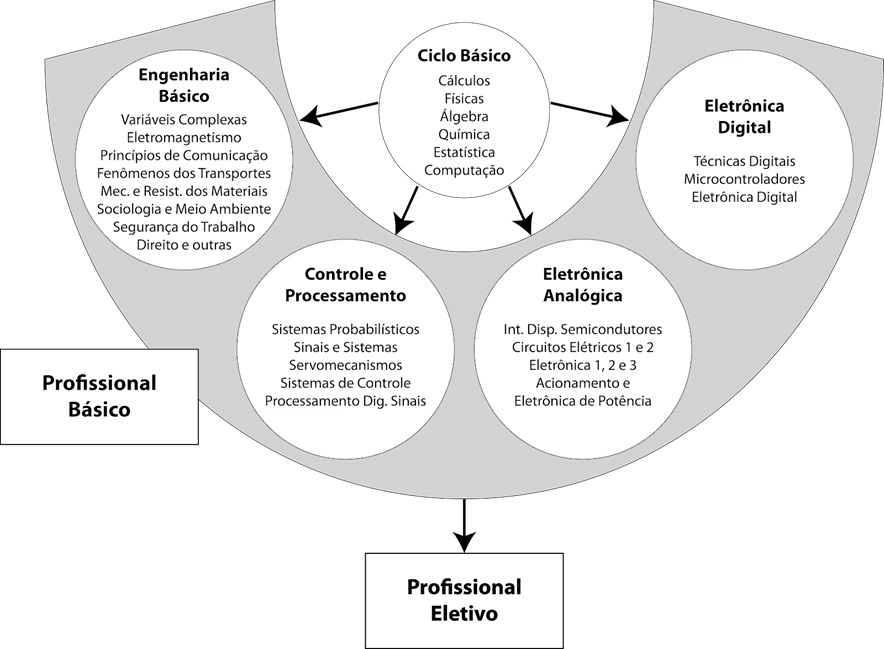 Ciclo Básico
Cálculos
Físicas
Álgebra
Química
Estatística
Computação
Engenharia
Básico
Variáveis Complexas
Eletromagnetismo
Princípios de Comunicação
Fenômenos dos Transportes
Mec. e Resist. dos Materiais
Sociologia e Meio Ambiente
Segurança do Trabalho
Direito e outras
Eletrônica
Digital
Técnicas Digitais
Microcontroladores
Eletrônica Digital
Controle e
Processamento
Sistemas Probabilísticos
Sinais e Sistemas
Servomecanismos
Sistemas de Controle
Processamento Dig. Sinais
Eletrônica
Analógica
Int. Disp. Semicondutores
Circuitos Elétricos 1 e 2
Eletrônica 1, 2 e 3
Acionamento e
Eletrônica de Potência
Profissional
Básico
Profissional
Eletivo